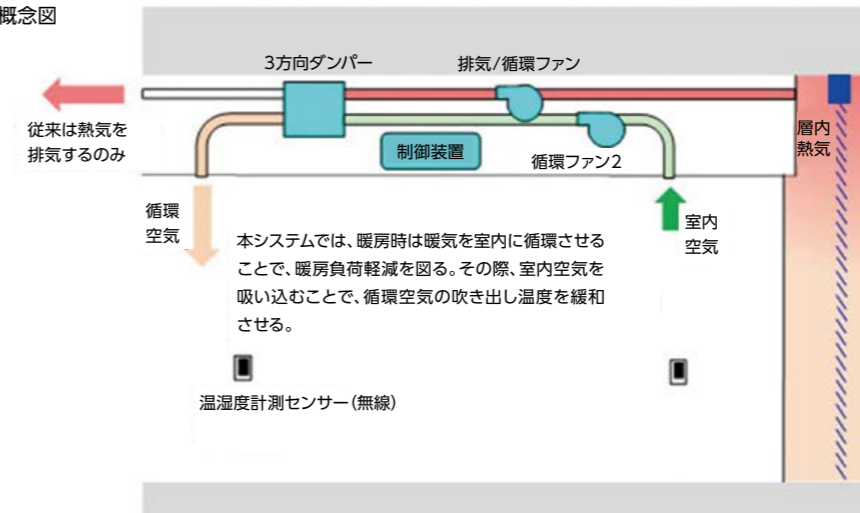 概念図
3方向ダンパー
排気/循環ファン
従来は熱気を
排気するのみ
制御装置
循環ファン2
層内
熱気
循環
空気
室内
空気
本システムでは、暖房時は暖気を室内に循環させる
ことで、暖房負荷軽減を図る。その際、室内空気を
吸い込むことで、循環空気の吹き出し温度を緩和
させる。
温湿度計測センサー(無線)